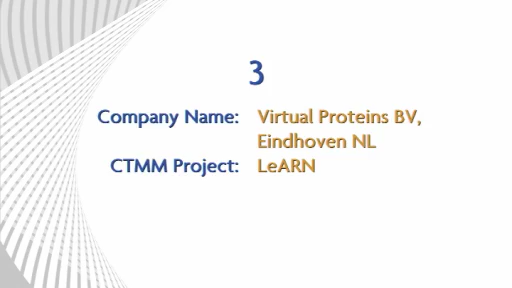 3
Company Name: Virtual Proteins BV,
Eindhoven NL
CTMM Project: LeARN